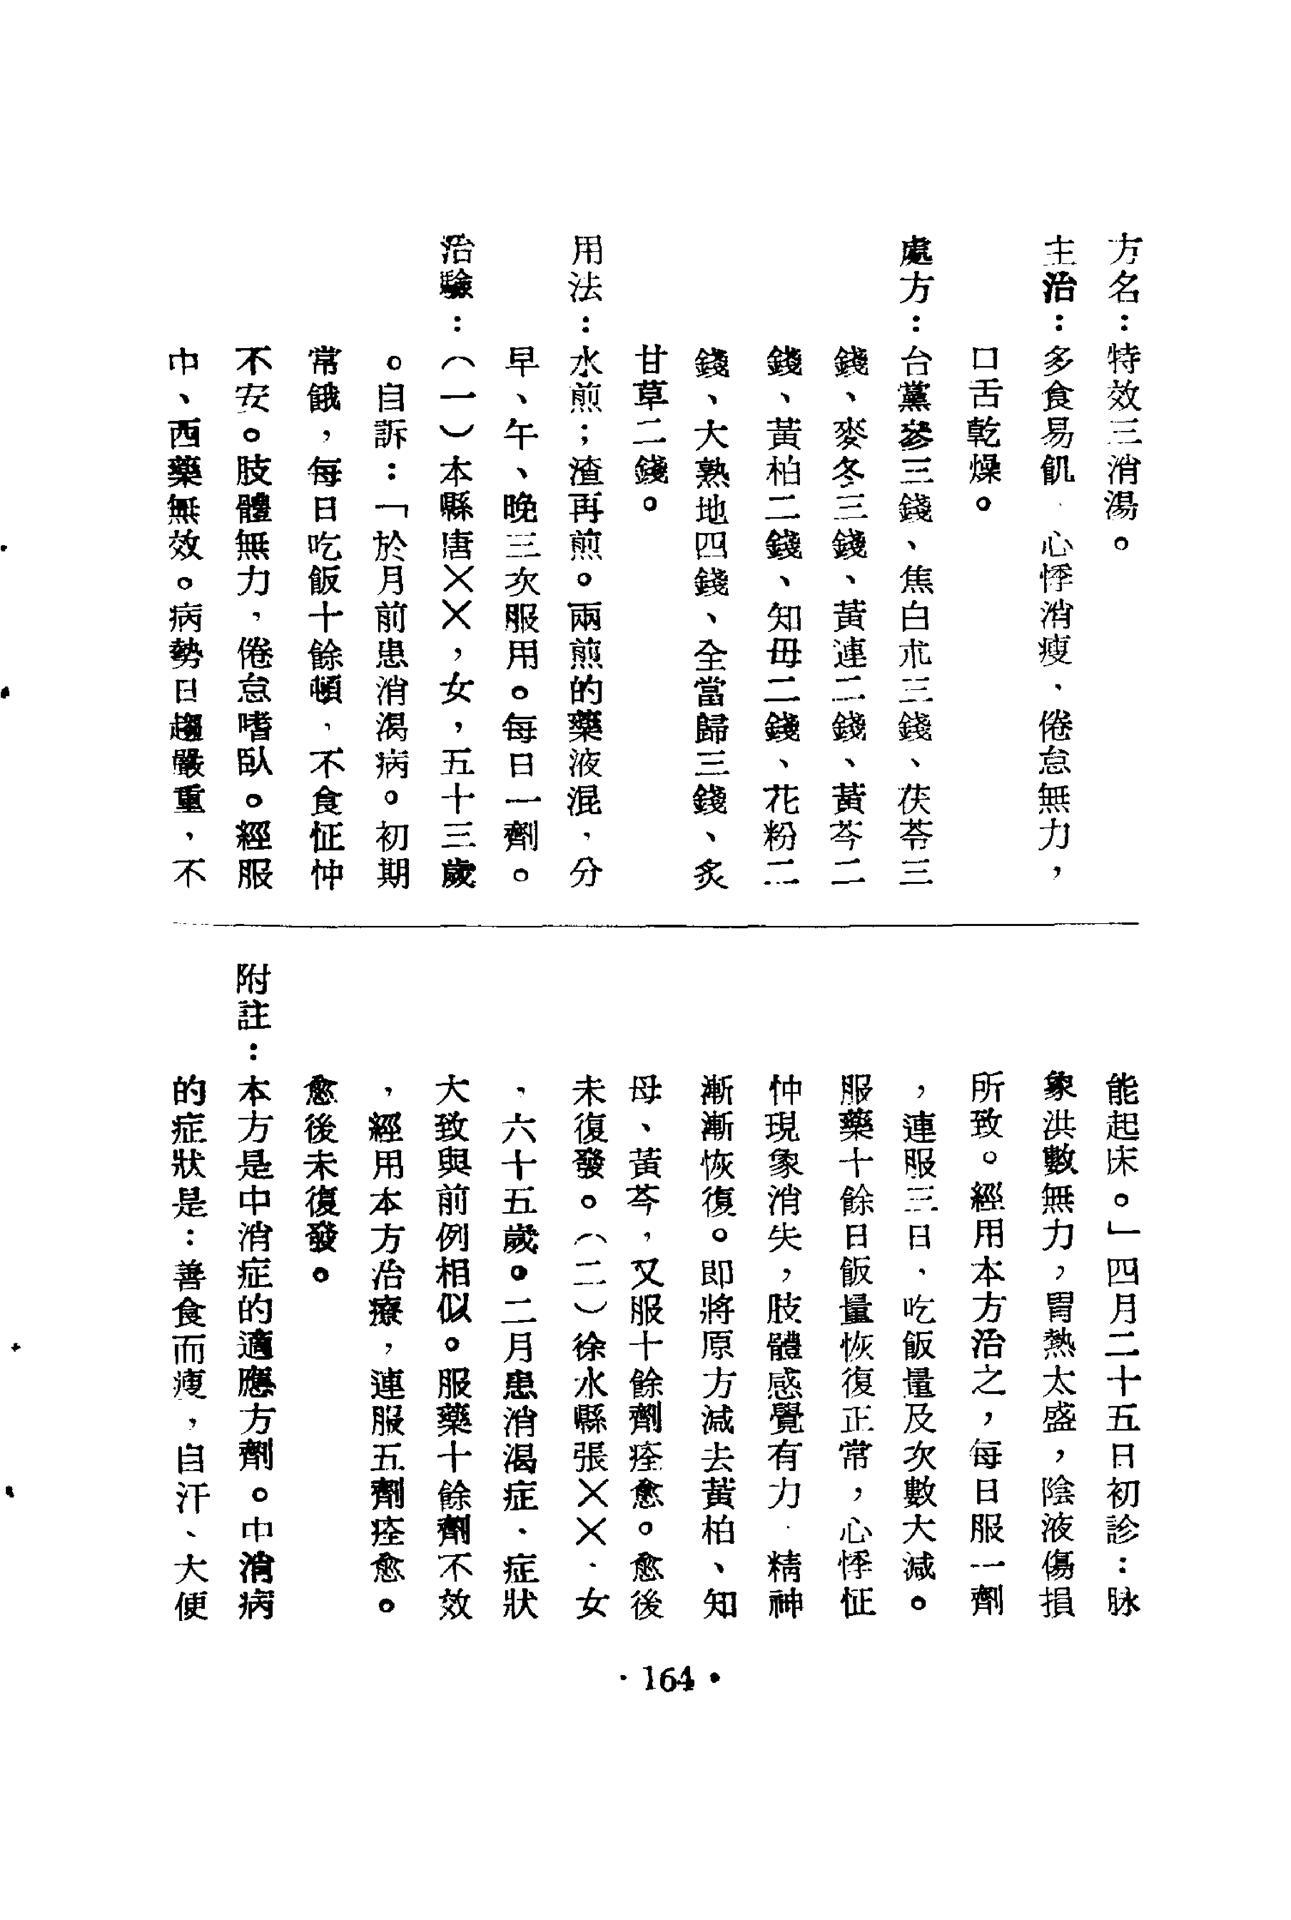 方名：特效三消湯。
主治：多食易飢、心悸消瘦、倦怠無力，
口舌乾燥。
處方：台黨參三錢、焦白朮三錢、茯苓三
錢、麥冬三錢、黃連二錢、黃芩二
錢、黃柏二錢、知母二錢、花粉二
錢、大熟地四錢、全當歸三錢、炙
甘草二錢。
用法：水煎；渣再煎。兩煎的藥液混，分
早、午、晚三次服用。每日一劑。
治驗：（一）本縣唐××，女，五十三歲
。自訴：「於月前患消渴病。初期
常餓，每日吃飯十餘頓，不食怔忡
不安。肢體無力，倦怠嗜臥。經服
中、西藥無效。病勢日趨嚴重，不
能起床。」四月二十五日初診：脉
象洪數無力，胃熱太盛，陰液傷損
所致。經用本方治之，每日服一劑
，連服三日，吃飯量及次數大減。
服藥十餘日飯量恢復正常，心悸怔
忡現象消失，肢體感覺有力，精神
漸漸恢復。即將原方減去黃柏、知
母、黃芩，又服十餘劑痊愈。愈後
未復發。（二）徐水縣張××，女
，六十五歲。二月患消渴症，症狀
大致與前例相似。服藥十餘劑不效
，經用本方治療，連服五劑痊愈。
愈後未復發。
附註：本方是中消症的適應方劑。中消病
的症狀是：善食而瘦，自汗、大便
· 164 ·